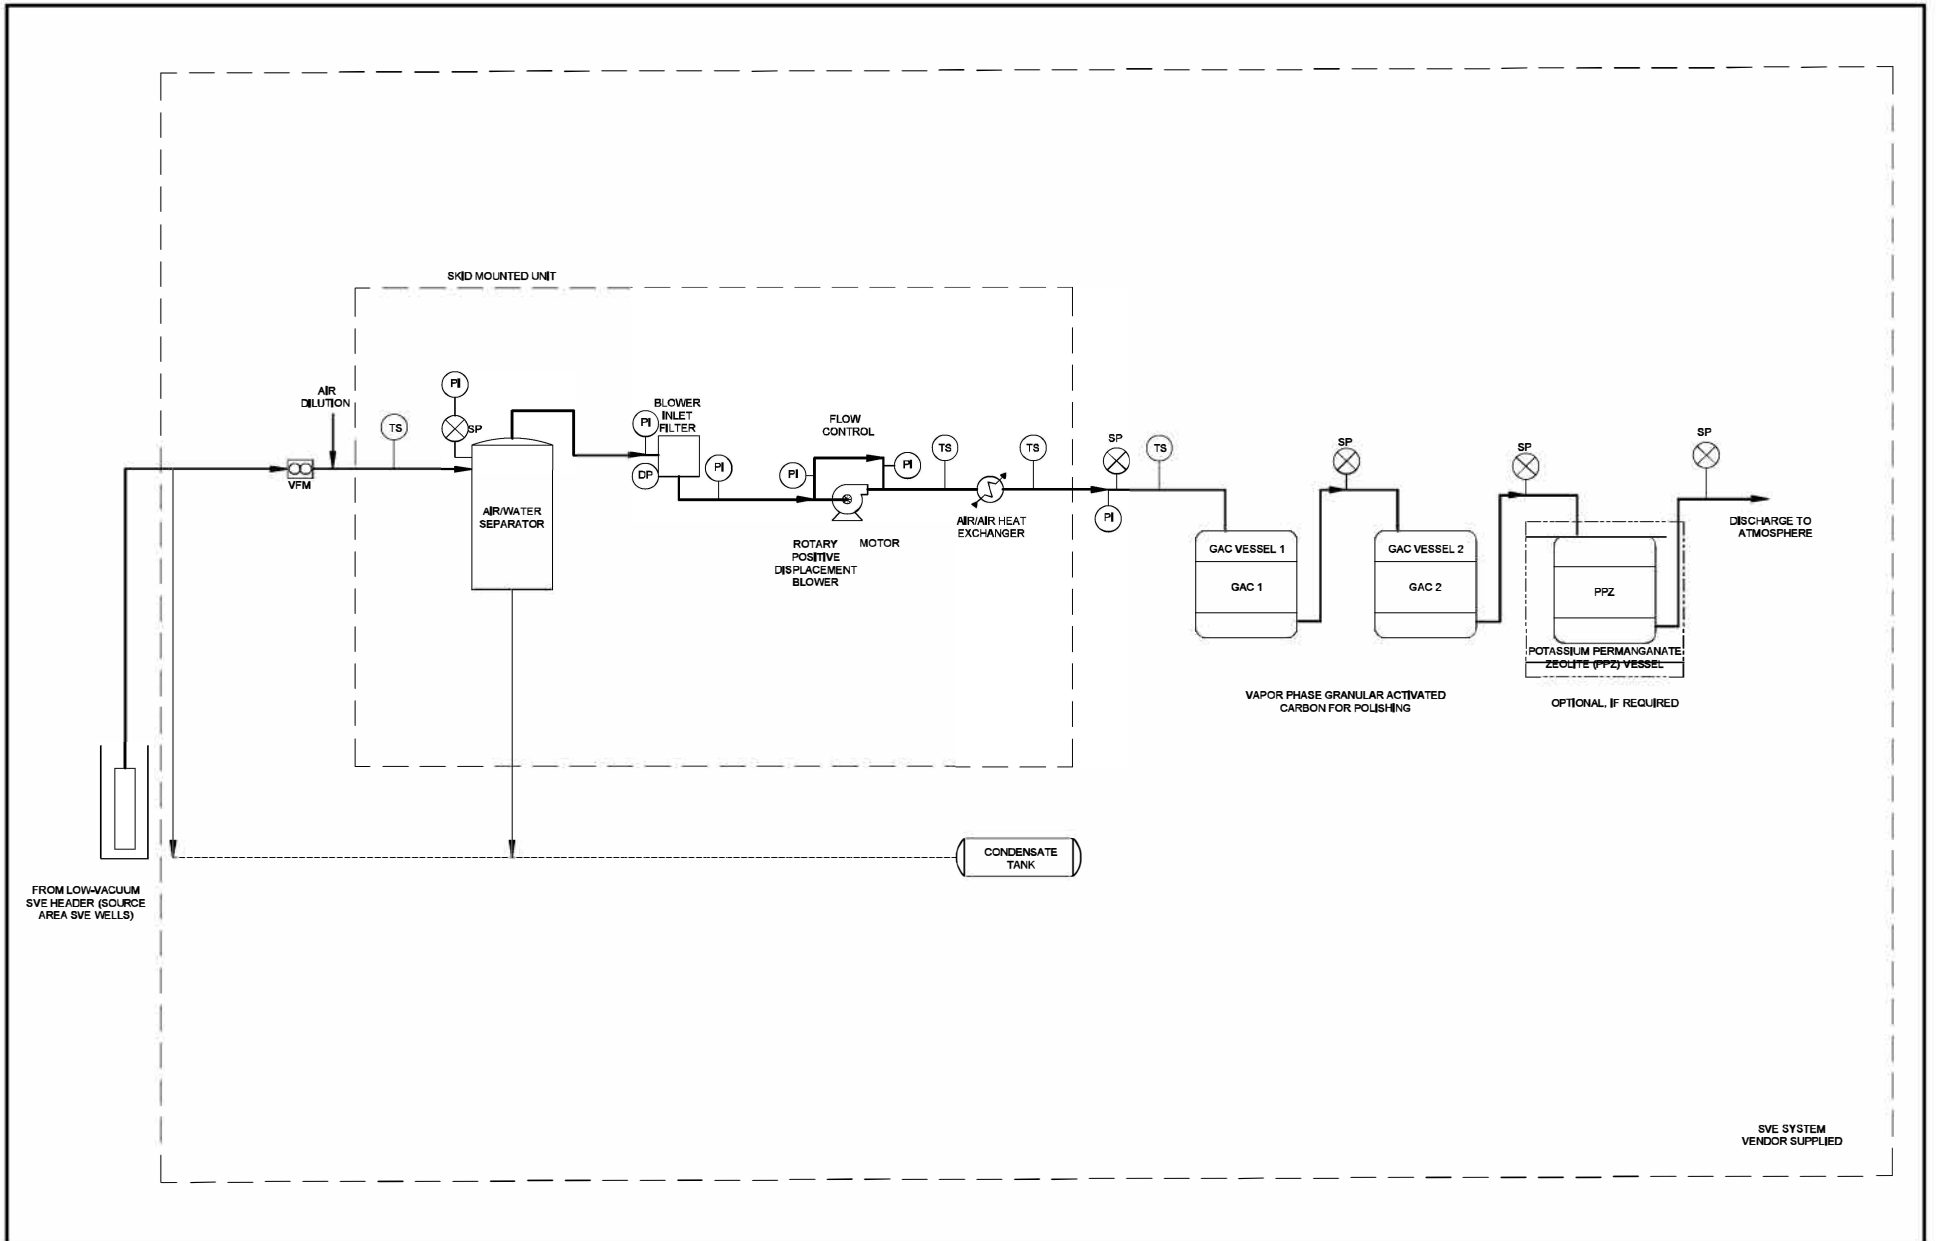 SKID MOUNTED UNIT
AIR
DILUTION
TS
VFM
PI
SP
AIR/WATER
SEPARATOR
BLOWER
INLET
FILTER
PI
DP
PI
FLOW
CONTROL
PI
PI
ROTARY
POSITIVE
DISPLACEMENT
BLOWER
MOTOR
TS
TS
AIR/AIR HEAT
EXCHANGER
SP
TS
PI
GAC VESSEL 1
GAC 1
SP
GAC VESSEL 2
GAC 2
VAPOR PHASE GRANULAR ACTIVATED
CARBON FOR POLISHING
SP
PPZ
POTASSIUM PERMANGANATE
ZEOLITE (PPZ) VESSEL
OPTIONAL, IF REQUIRED
SP
DISCHARGE TO
ATMOSPHERE
CONDENSATE
TANK
FROM LOW-VACUUM
SVE HEADER (SOURCE
AREA SVE WELLS)
SVE SYSTEM
VENDOR SUPPLIED